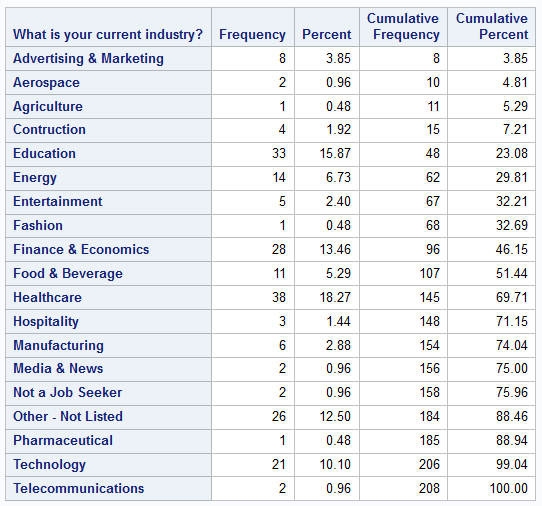 What is your current industry? Frequency Percent Cumulative Frequency Cumulative Percent
Advertising & Marketing 8 3.85 8 3.85
Aerospace 2 0.96 10 4.81
Agriculture 1 0.48 11 5.29
Contruction 4 1.92 15 7.21
Education 33 15.87 48 23.08
Energy 14 6.73 62 29.81
Entertainment 5 2.40 67 32.21
Fashion 1 0.48 68 32.69
Finance & Economics 28 13.46 96 46.15
Food & Beverage 11 5.29 107 51.44
Healthcare 38 18.27 145 69.71
Hospitality 3 1.44 148 71.15
Manufacturing 6 2.88 154 74.04
Media & News 2 0.96 156 75.00
Not a Job Seeker 2 0.96 158 75.96
Other - Not Listed 26 12.50 184 88.46
Pharmaceutical 1 0.48 185 88.94
Technology 21 10.10 206 99.04
Telecommunications 2 0.96 208 100.00